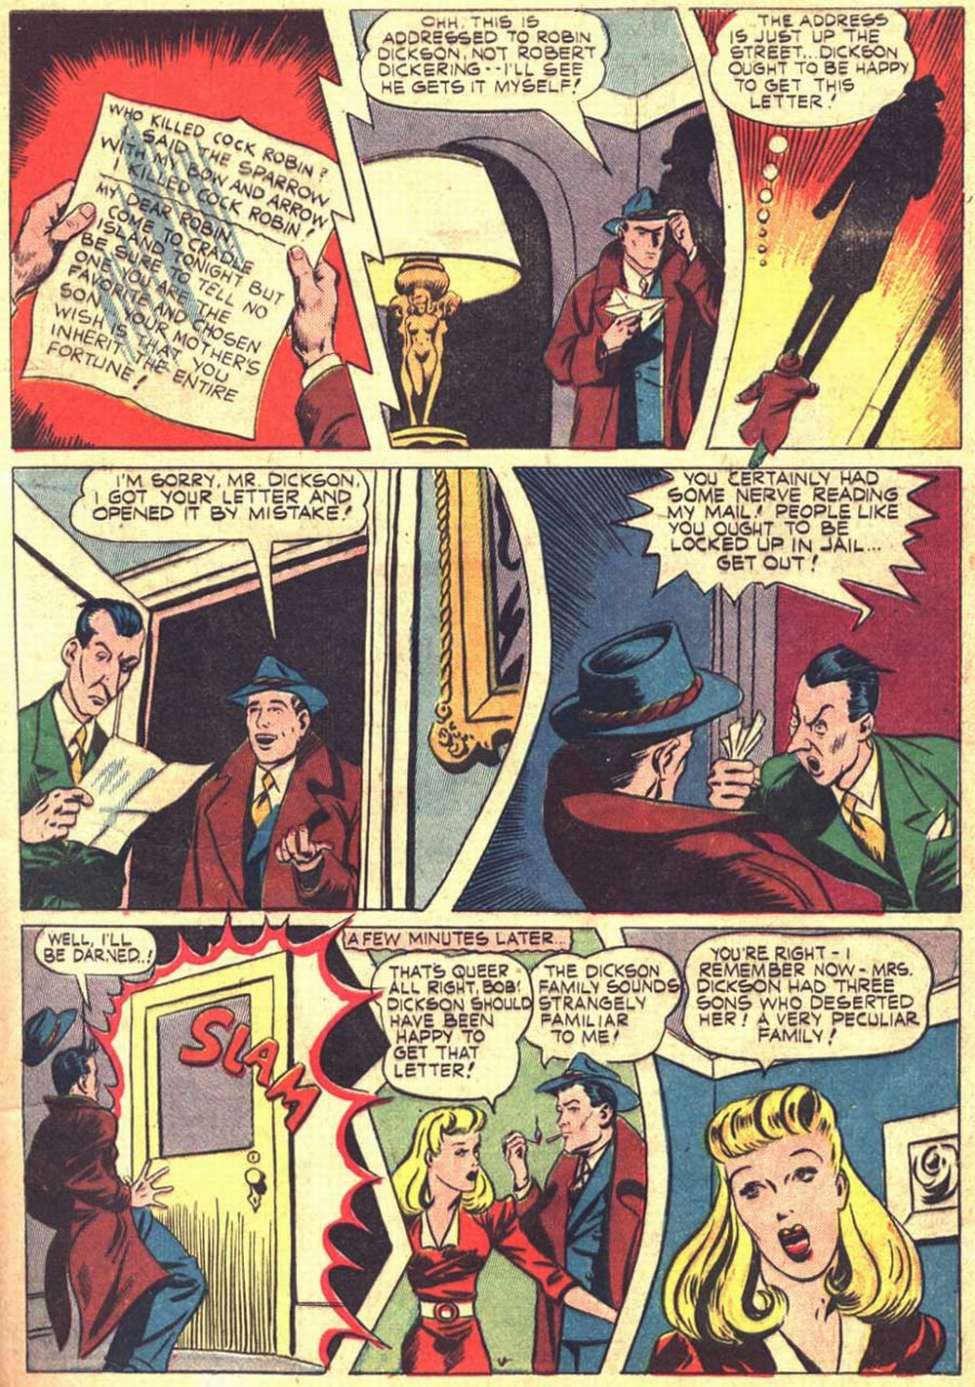 WHO KILLED COCK ROBIN?
I, SAID THE SPARROW
WITH MY BOW AND ARROW
I KILLED COCK ROBIN!
MY DEAR ROBIN,
COME TO CRADLE
ISLAND TONIGHT BUT
BE SURE TO TELL NO
ONE. YOU ARE THE
FAVORITE AND CHOSEN
SON. YOUR MOTHER'S
WISH IS THAT YOU
INHERIT THE ENTIRE
FORTUNE!
OHH, THIS IS
ADDRESSED TO ROBIN
DICKSON, NOT ROBERT
DICKERING--I'LL SEE
HE GETS IT MYSELF!
..THE ADDRESS
IS JUST UP THE
STREET...DICKSON
OUGHT TO BE HAPPY
TO GET THIS
LETTER!
I'M SORRY, MR. DICKSON,
I GOT YOUR LETTER AND
OPENED IT BY MISTAKE!
YOU CERTAINLY HAD
SOME NERVE READING
MY MAIL! PEOPLE LIKE
YOU OUGHT TO BE
LOCKED UP IN JAIL...
GET OUT!
WELL, I'LL
BE DARNED..!
SLAM
A FEW MINUTES LATER...
THAT'S QUEER
ALL RIGHT, BOB!
DICKSON SHOULD
HAVE BEEN
HAPPY TO
GET THAT
LETTER!
THE DICKSON
FAMILY SOUNDS
STRANGELY
FAMILIAR
TO ME!
YOU'RE RIGHT - I
REMEMBER NOW - MRS.
DICKSON HAD THREE
SONS WHO DESERTED
HER! A VERY PECULIAR
FAMILY!